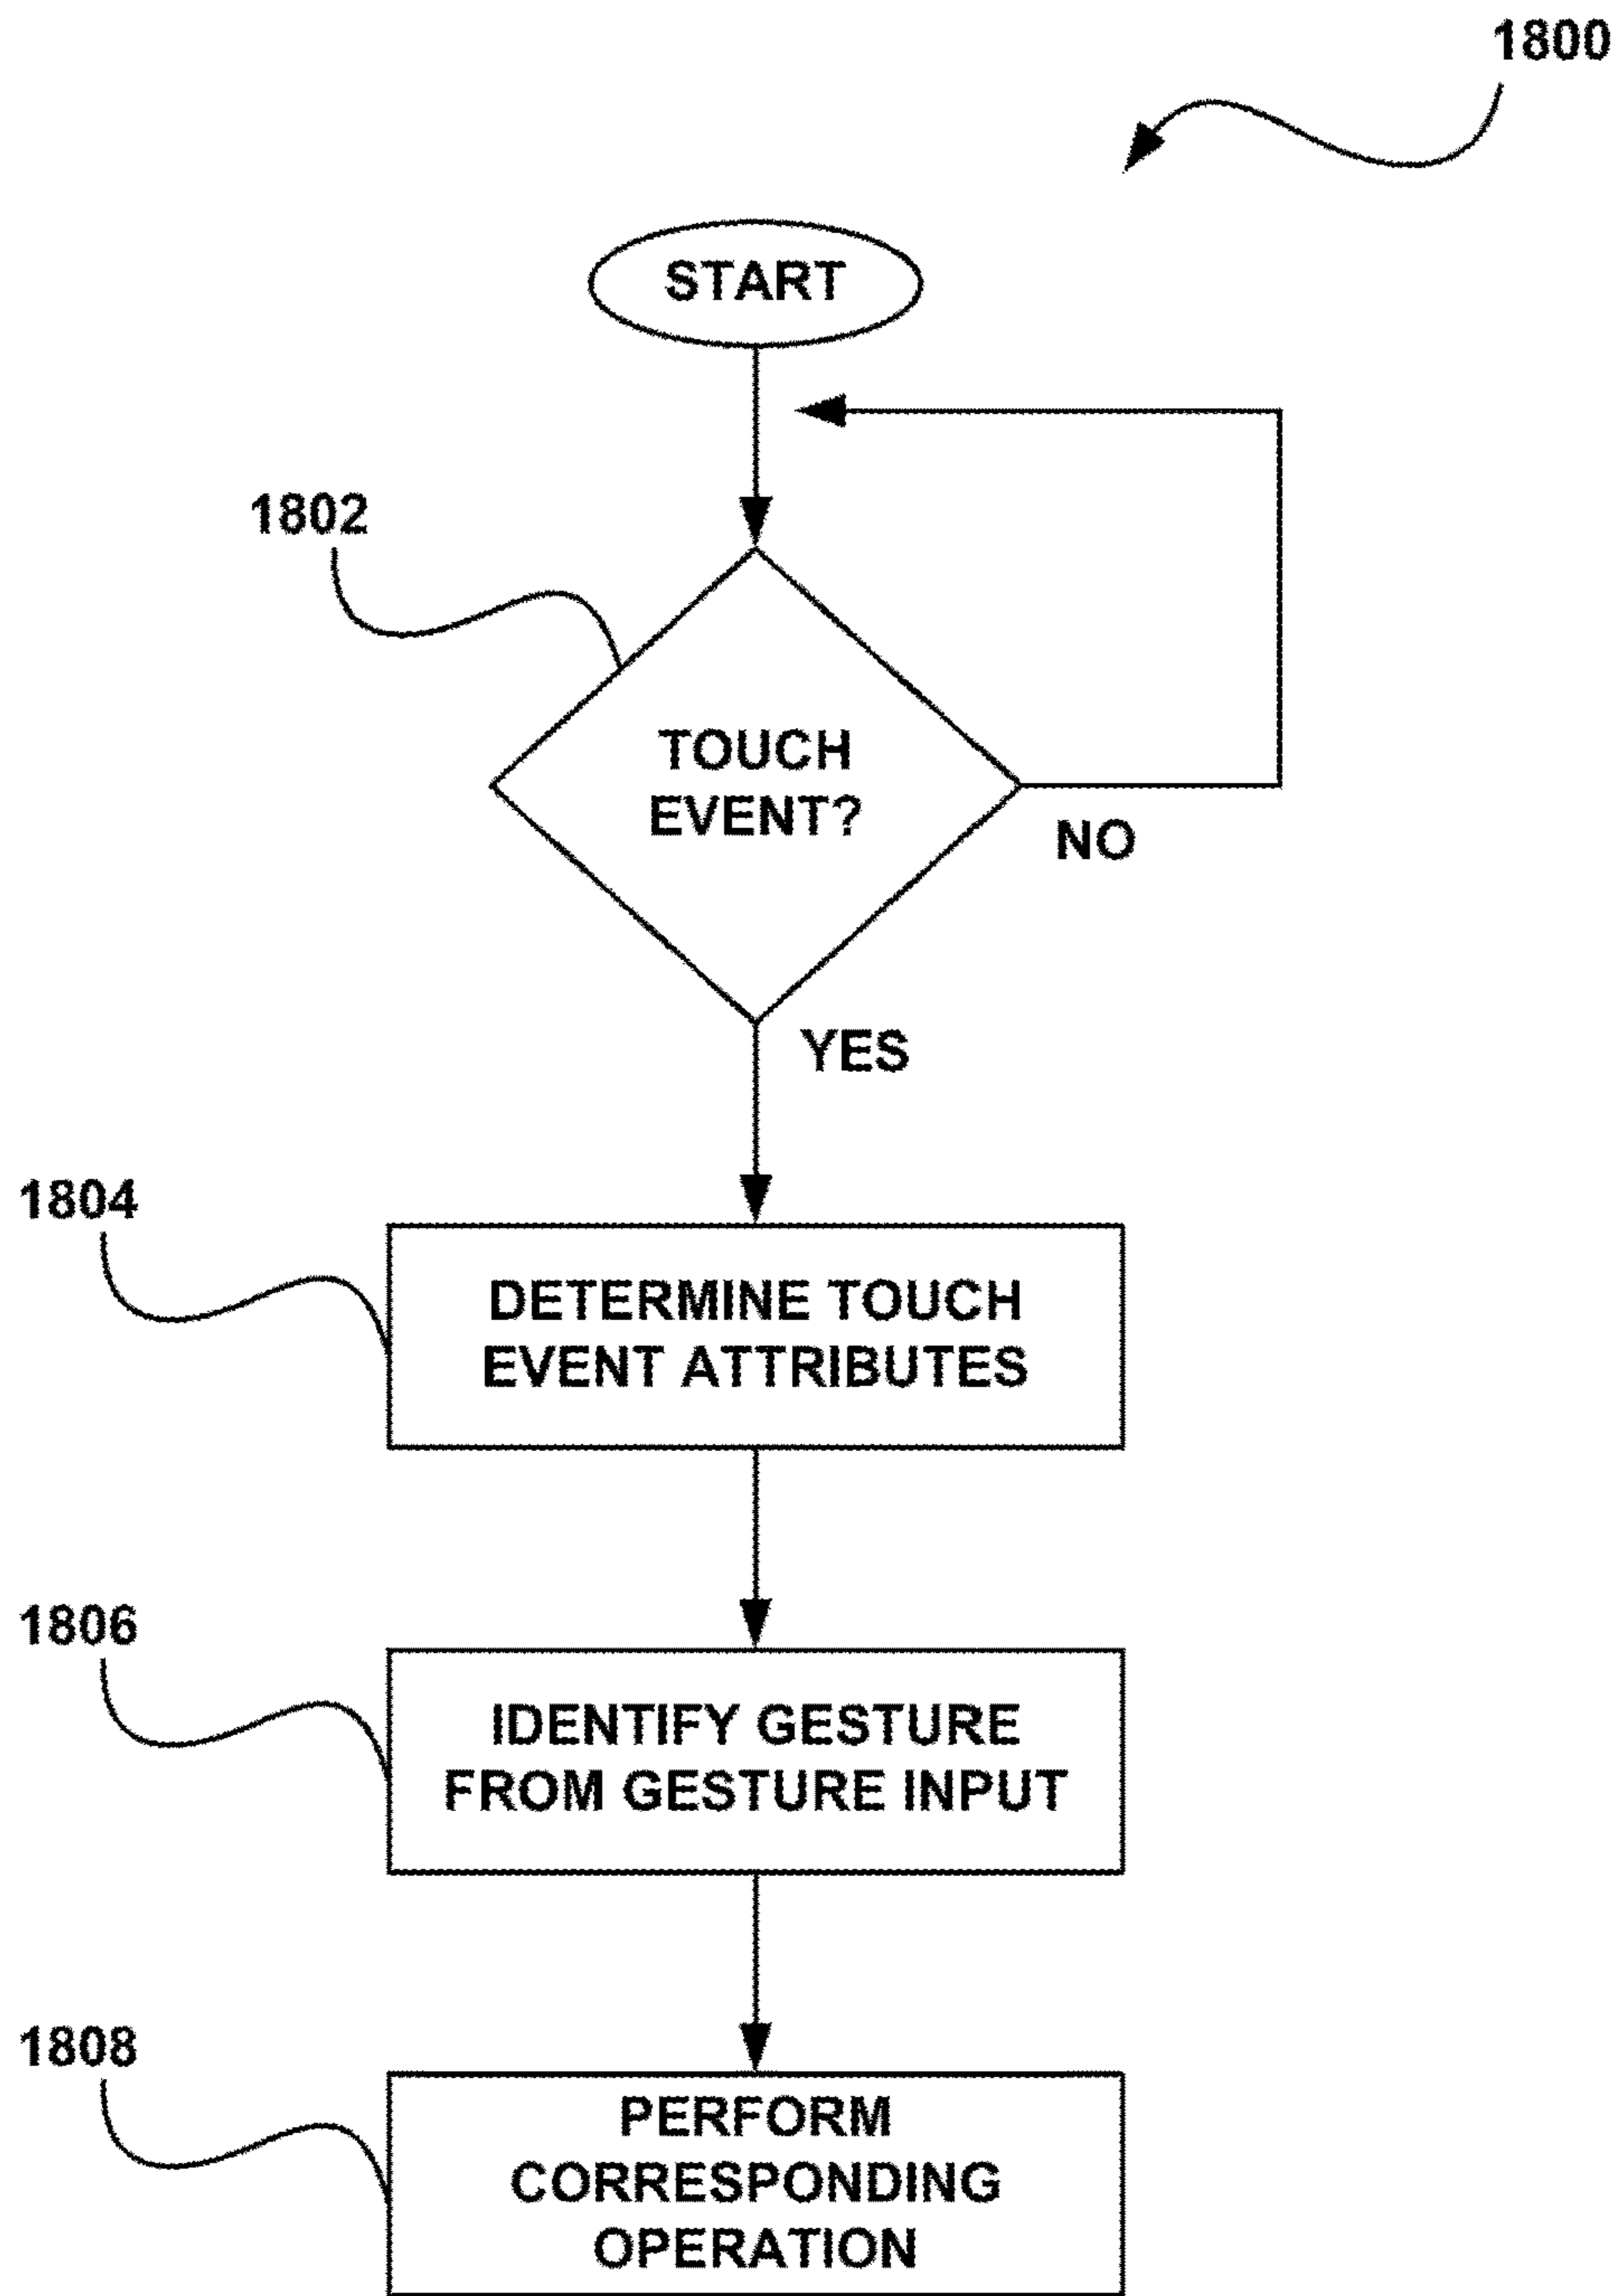 1800
START
1802
TOUCH
EVENT?
NO
YES
1804
DETERMINE TOUCH
EVENT ATTRIBUTES
1806
IDENTIFY GESTURE
FROM GESTURE INPUT
1808
PERFORM
CORRESPONDING
OPERATION